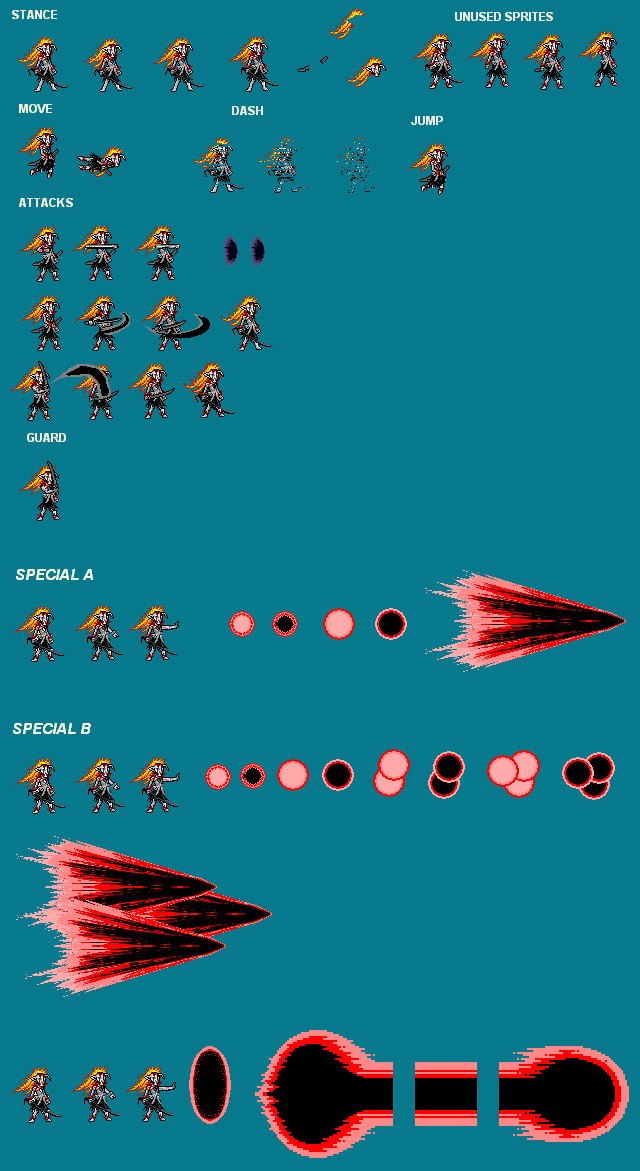 STANCE
UNUSED SPRITES
MOVE
DASH
JUMP
ATTACKS
GUARD
SPECIAL A
SPECIAL B